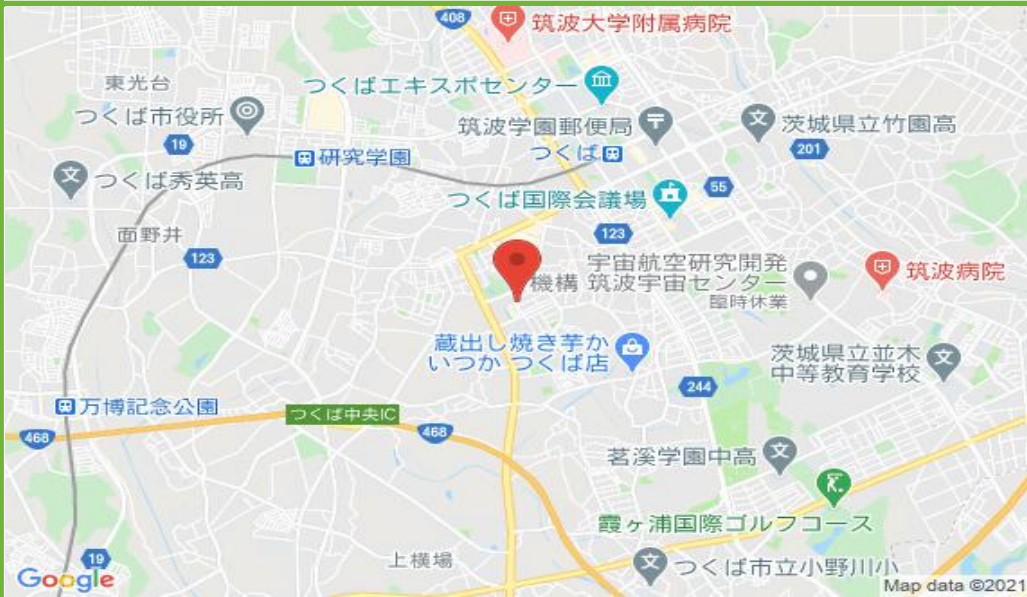 408
筑波大学附属病院
東光台
つくばエキスポセンター
つくば市役所
筑波学園郵便局
茨城県立竹園高
19
研究学園
つくば
201
つくば秀英高
つくば国際会議場
55
面野井
123
123
宇宙航空研究開発
機構 筑波宇宙センター
臨時休業
筑波病院
蔵出し焼き芋か
いつか つくば店
茨城県立並木
中等教育学校
244
万博記念公園
つくば中央IC
468
468
茗溪学園中高
霞ヶ浦国際ゴルフコース
19
上横場
つくば市立小野川小
Google
Map data ©2021